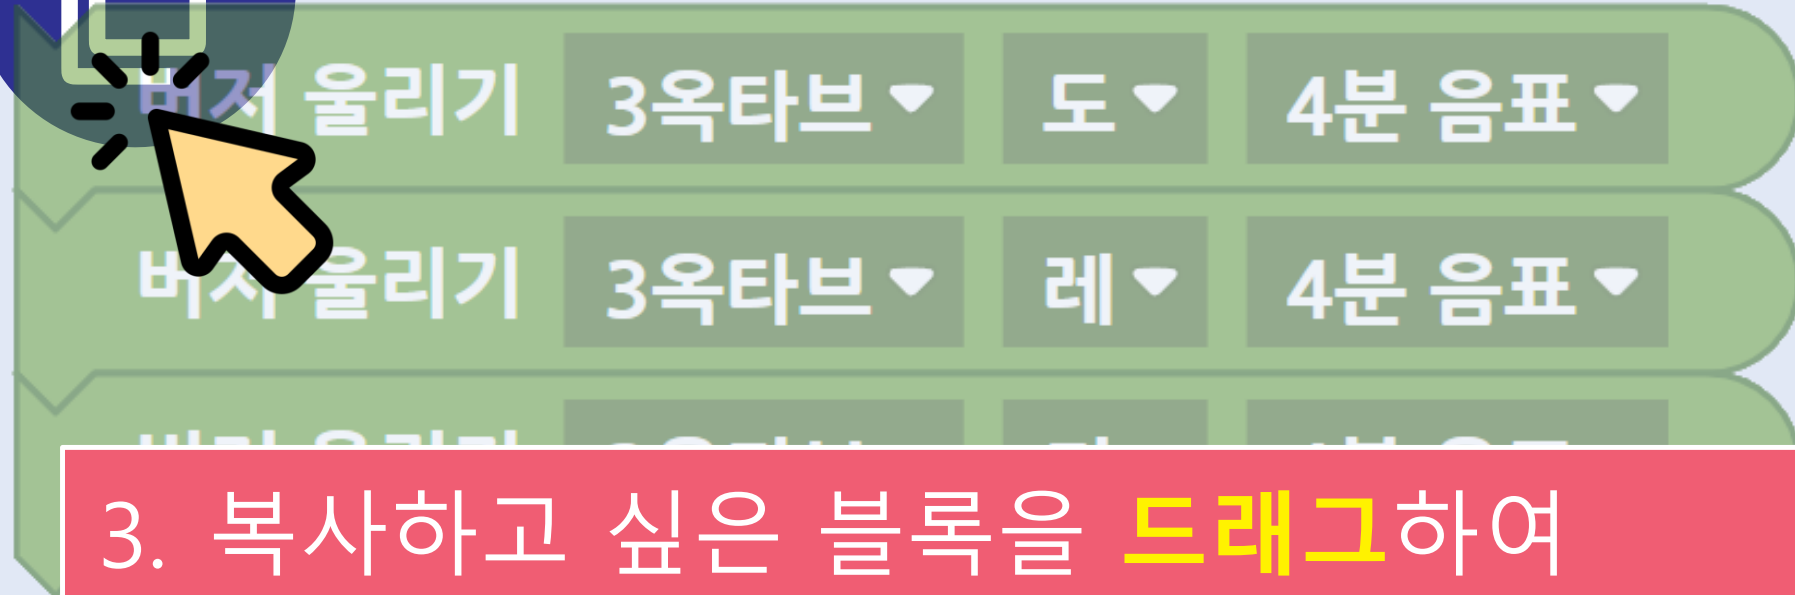 버저 울리기 3옥타브 도 4분 음표
버저 울리기 3옥타브 레 4분 음표
3. 복사하고 싶은 블록을 드래그하여